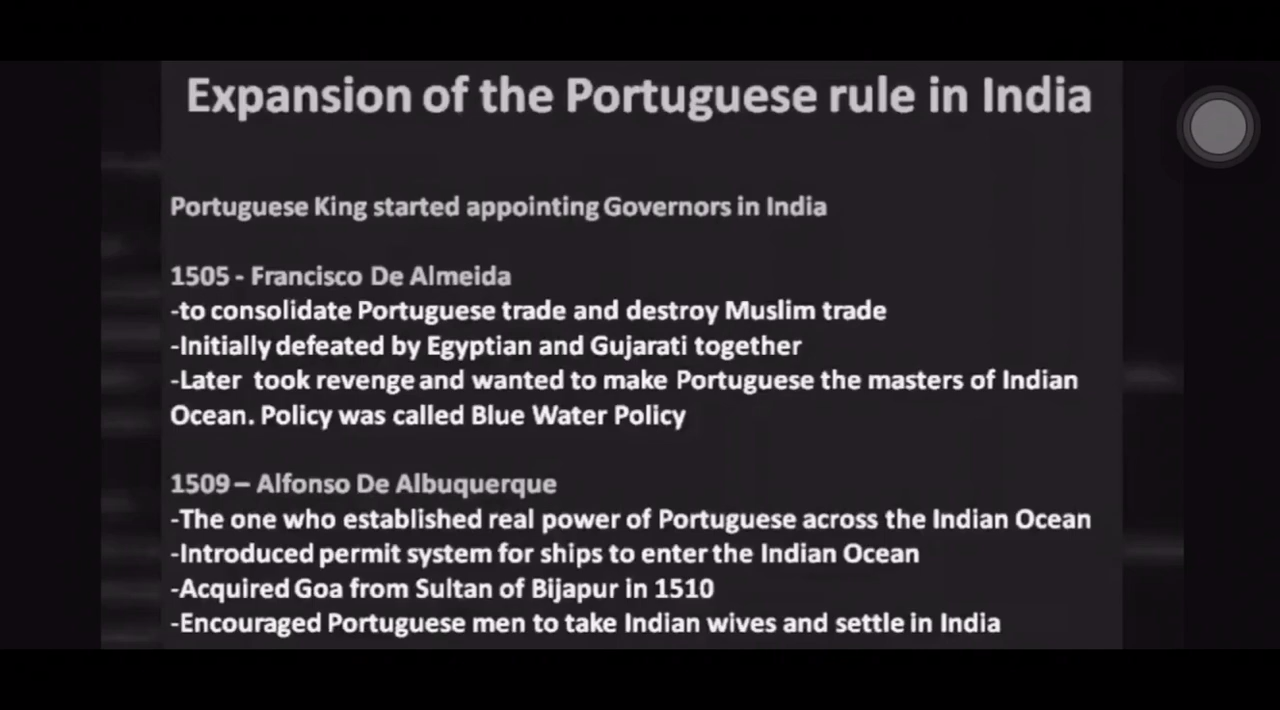 Expansion of the Portuguese rule in India
Portuguese King started appointing Governors in India
1505 - Francisco De Almeida
-to consolidate Portuguese trade and destroy Muslim trade
-Initially defeated by Egyptian and Gujarati together
-Later took revenge and wanted to make Portuguese the masters of Indian
Ocean. Policy was called Blue Water Policy
1509 – Alfonso De Albuquerque
-The one who established real power of Portuguese across the Indian Ocean
-Introduced permit system for ships to enter the Indian Ocean
-Acquired Goa from Sultan of Bijapur in 1510
-Encouraged Portuguese men to take Indian wives and settle in India